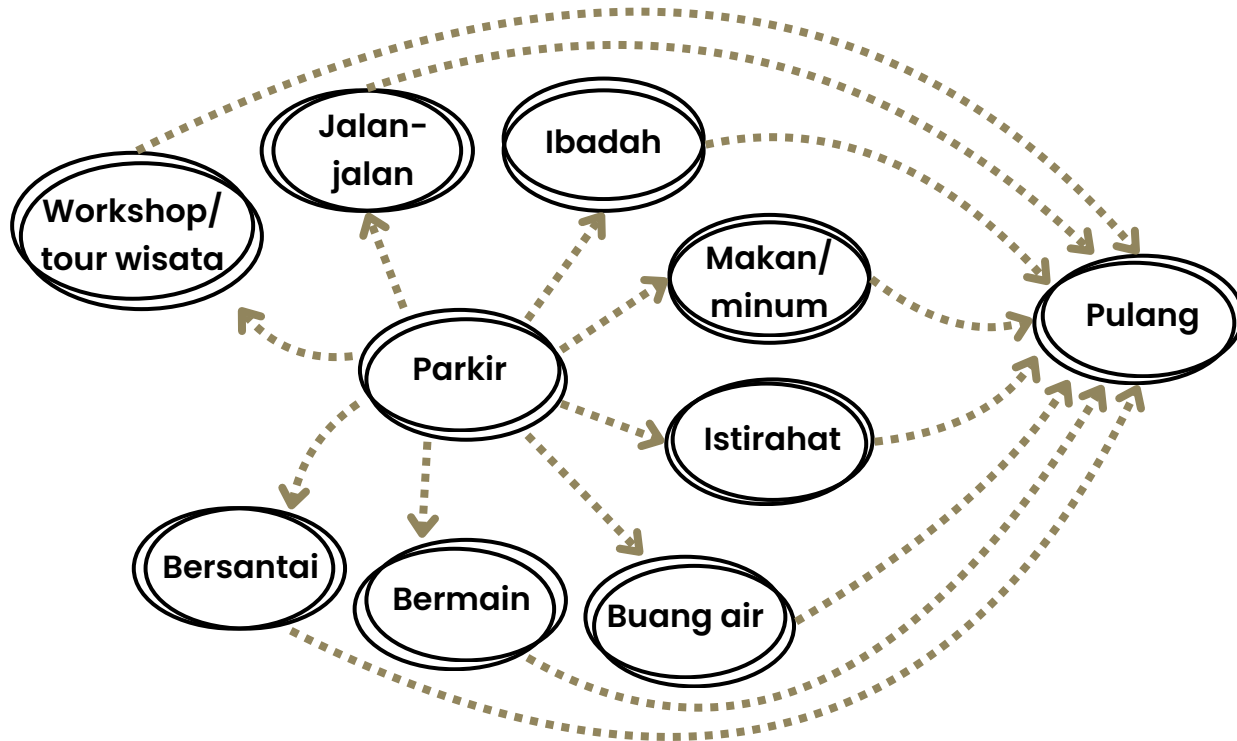 Jalan-
jalan
Ibadah
Workshop/
tour wisata
Makan/
minum
Pulang
Parkir
Istirahat
Bersantai
Bermain
Buang air